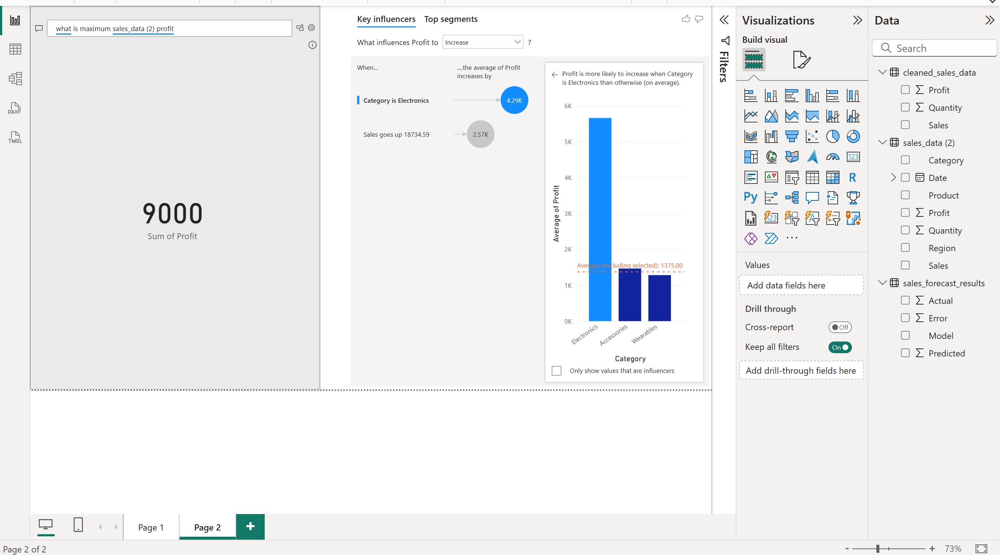 what is maximum sales_data (2) profit
9000
Sum of Profit
Key influencers
Top segments
What influences Profit to
Increase
?
When...
....the average of Profit
increases by
Category is Electronics
4.29K
Sales goes up 18734.59
2.57K
Profit is more likely to increase when Category
is Electronics than otherwise (on average).
Average of Profit
6K
5K
4K
3K
2K
1K
0K
Average (excluding selected): 1375.00
Electronics
Accessories
Wearables
Category
Only show values that are influencers
Filters
Visualizations
Build visual
123
R
Py
123
A
...
Values
Add data fields here
Drill through
Cross-report
Off
Keep all filters
On
Add drill-through fields here
Data
Search
cleaned_sales_data
Σ Profit
Σ Quantity
Sales
sales_data (2)
Category
Date
Product
Σ Profit
Σ Quantity
Region
Sales
sales_forecast_results
Σ Actual
Σ Error
Model
Σ Predicted
DAX
TMDL
Page 1
Page 2
+
Page 2 of 2
- + 73%